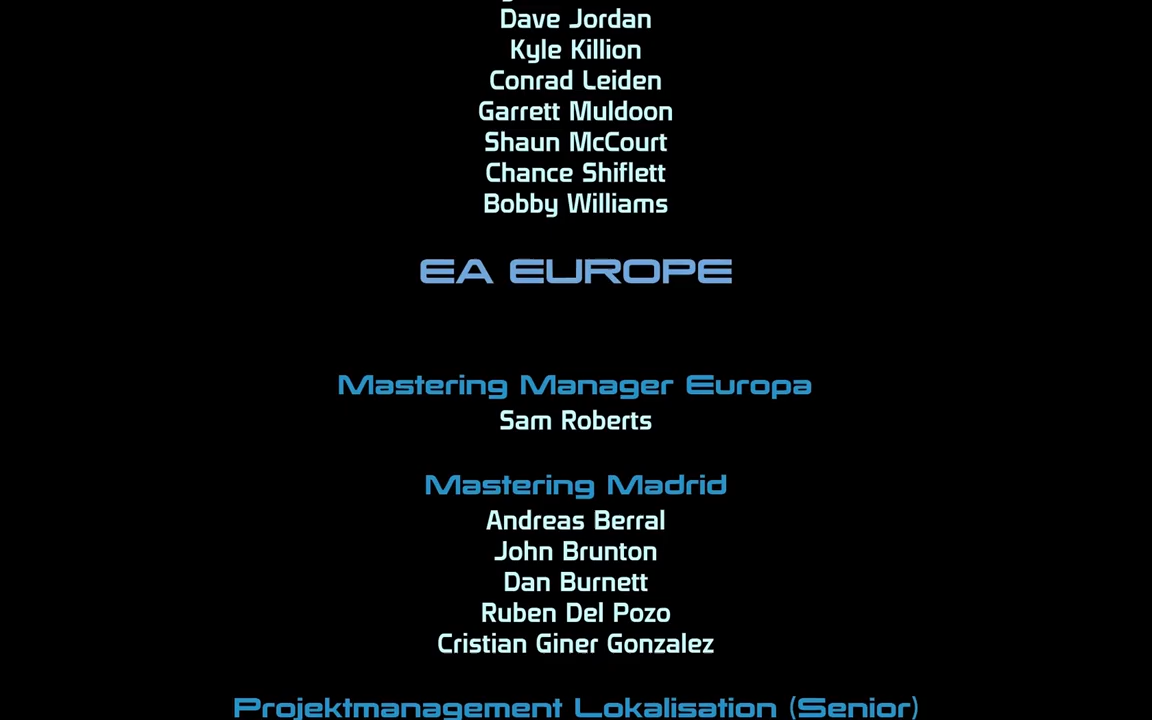 Dave Jordan
Kyle Killion
Conrad Leiden
Garrett Muldoon
Shaun McCourt
Chance Shiflett
Bobby Williams
EA EUROPE
Mastering Manager Europa
Sam Roberts
Mastering Madrid
Andreas Berral
John Brunton
Dan Burnett
Ruben Del Pozo
Cristian Giner Gonzalez
Projektmanagement Lokalisation (Senior)